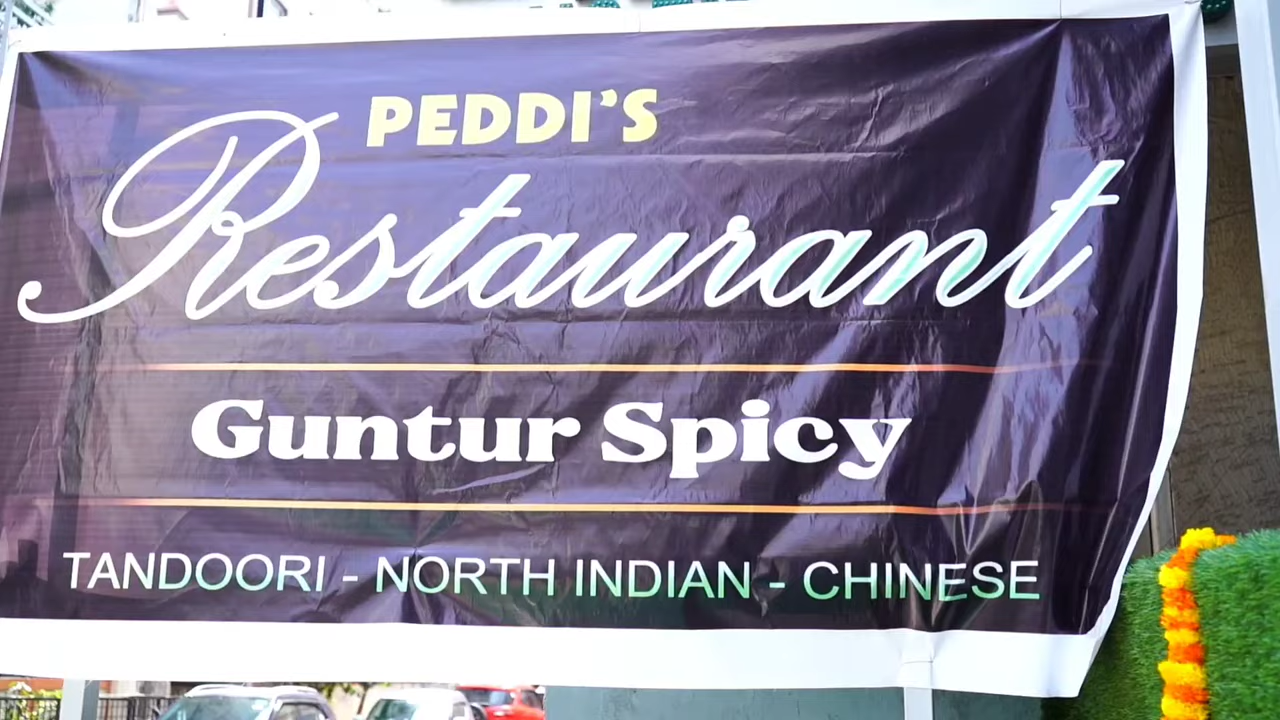 PEDDI'S
Restaurant
Guntur Spicy
TANDOORI - NORTH INDIAN - CHINESE